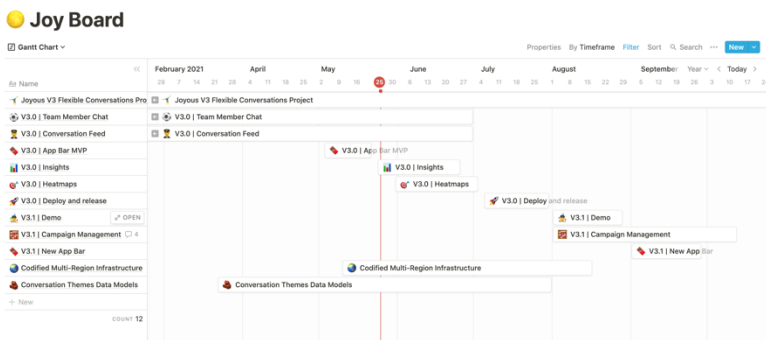 Joy Board
Gantt Chart
Properties By Timeframe Filter Sort Search New
February 2021 April May June July August September Year Today
Name
28 7 14 21 28 4 11 18 25 2 9 16 25 30 6 13 20 27 4 11 18 25 1 8 15 22 29 5 12 19 26 3 10 17
Joyous V3 Flexible Conversations Pro Joyous V3 Flexible Conversations Project
V3.0 | Team Member Chat V3.0 | Team Member Chat
V3.0 | Conversation Feed V3.0 | Conversation Feed
V3.0 | App Bar MVP V3.0 | App Bar MVP
V3.0 | Insights V3.0 | Insights
V3.0 | Heatmaps V3.0 | Heatmaps
V3.0 | Deploy and release V3.0 | Deploy and release
V3.1 | Demo OPEN V3.1 | Demo
V3.1 | Campaign Management 4 V3.1 | Campaign Management
V3.1 | New App Bar V3.1 | New App Bar
Codified Multi-Region Infrastructure Codified Multi-Region Infrastructure
Conversation Themes Data Models Conversation Themes Data Models
New
COUNT 12